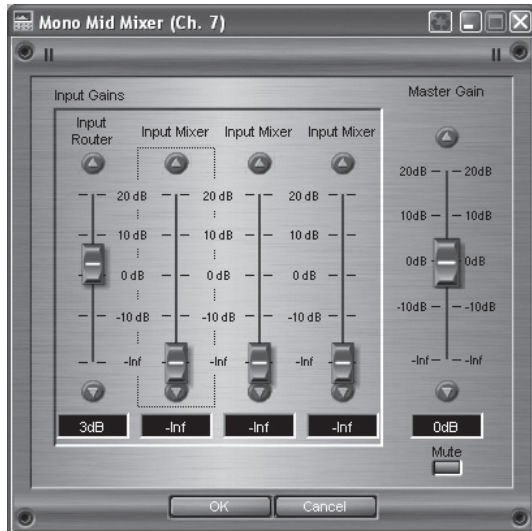 Mono Mid Mixer (Ch. 7)
Input Gains
Master Gain
Input Router
Input Mixer
Input Mixer
Input Mixer
20 dB 20 dB 20 dB
10 dB 10 dB 10 dB
0 dB 0 dB 0 dB
-10 dB -10 dB -10 dB
-Inf -Inf -Inf
3dB
-Inf
-Inf
-Inf
20dB 20dB
10dB 10dB
0dB 0dB
-10dB -10dB
-Inf -Inf
0dB
Mute
OK
Cancel